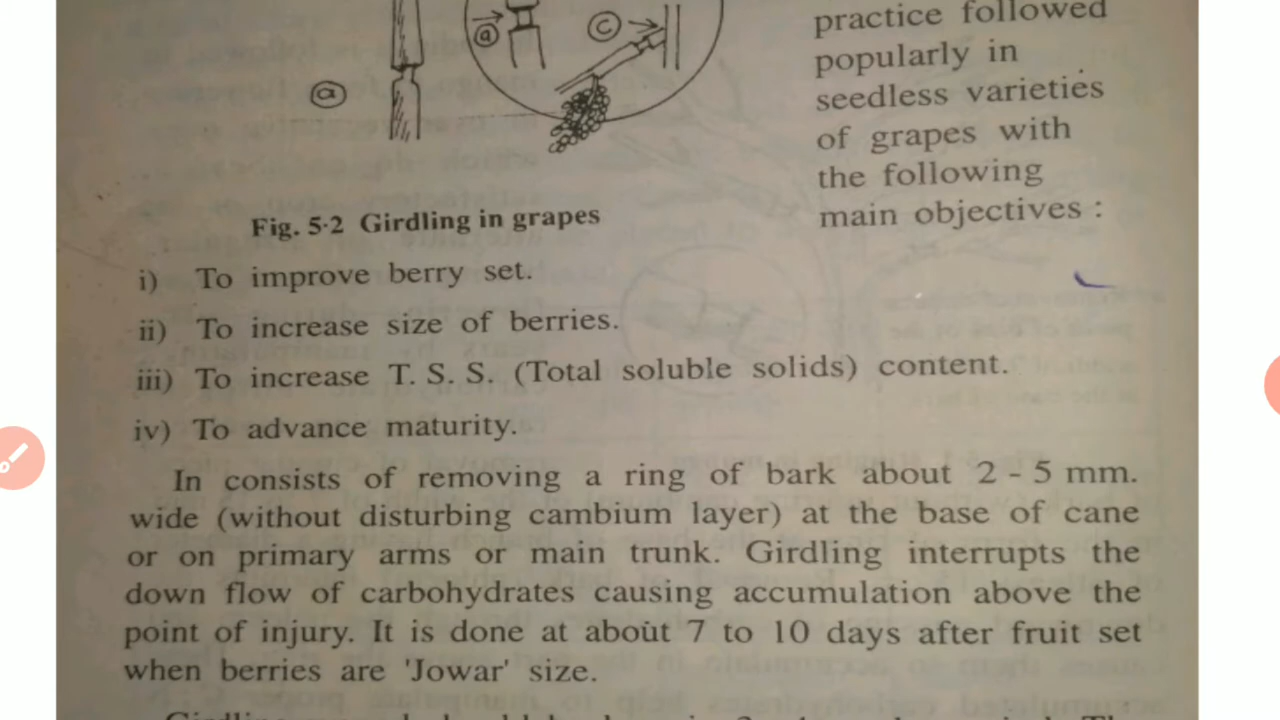 practice followed
popularly in
seedless varieties
of grapes with
the following
main objectives :
a
c
a
Fig. 5·2 Girdling in grapes
i) To improve berry set.
ii) To increase size of berries.
iii) To increase T. S. S. (Total soluble solids) content.
iv) To advance maturity.
In consists of removing a ring of bark about 2 - 5 mm.
wide (without disturbing cambium layer) at the base of cane
or on primary arms or main trunk. Girdling interrupts the
down flow of carbohydrates causing accumulation above the
point of injury. It is done at about 7 to 10 days after fruit set
when berries are 'Jowar' size.